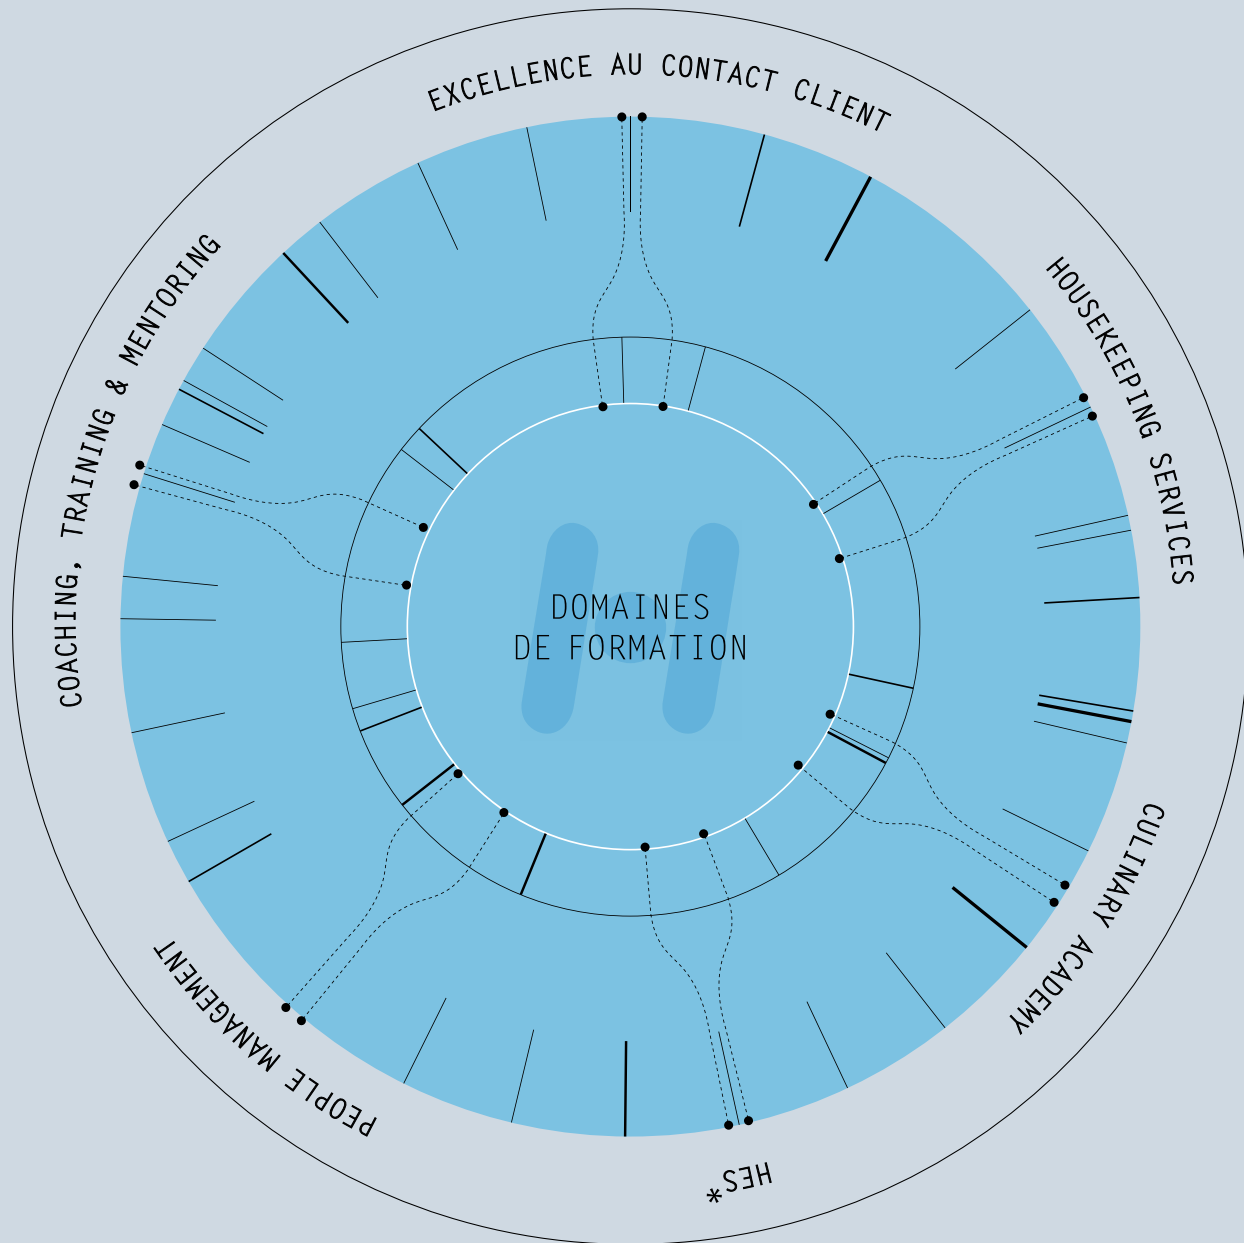 EXCELLENCE AU CONTACT CLIENT
HOUSEKEEPING SERVICES
CULINARY ACADEMY
HES*
PEOPLE MANAGEMENT
COACHING, TRAINING & MENTORING
DOMAINES
DE FORMATION